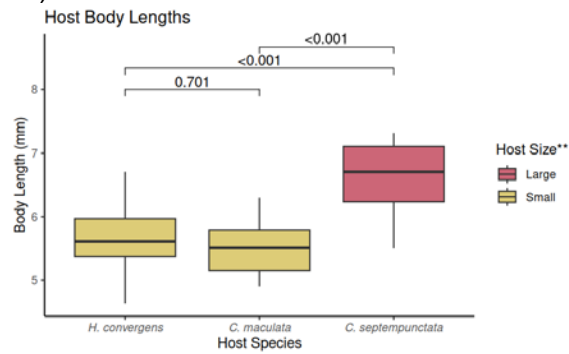 Host Body Lengths
<0.001
<0.001
0.701
8
7
6
5
Body Length (mm)
Host Size**
Large
Small
H. convergens C. maculata C. septempunctata
Host Species